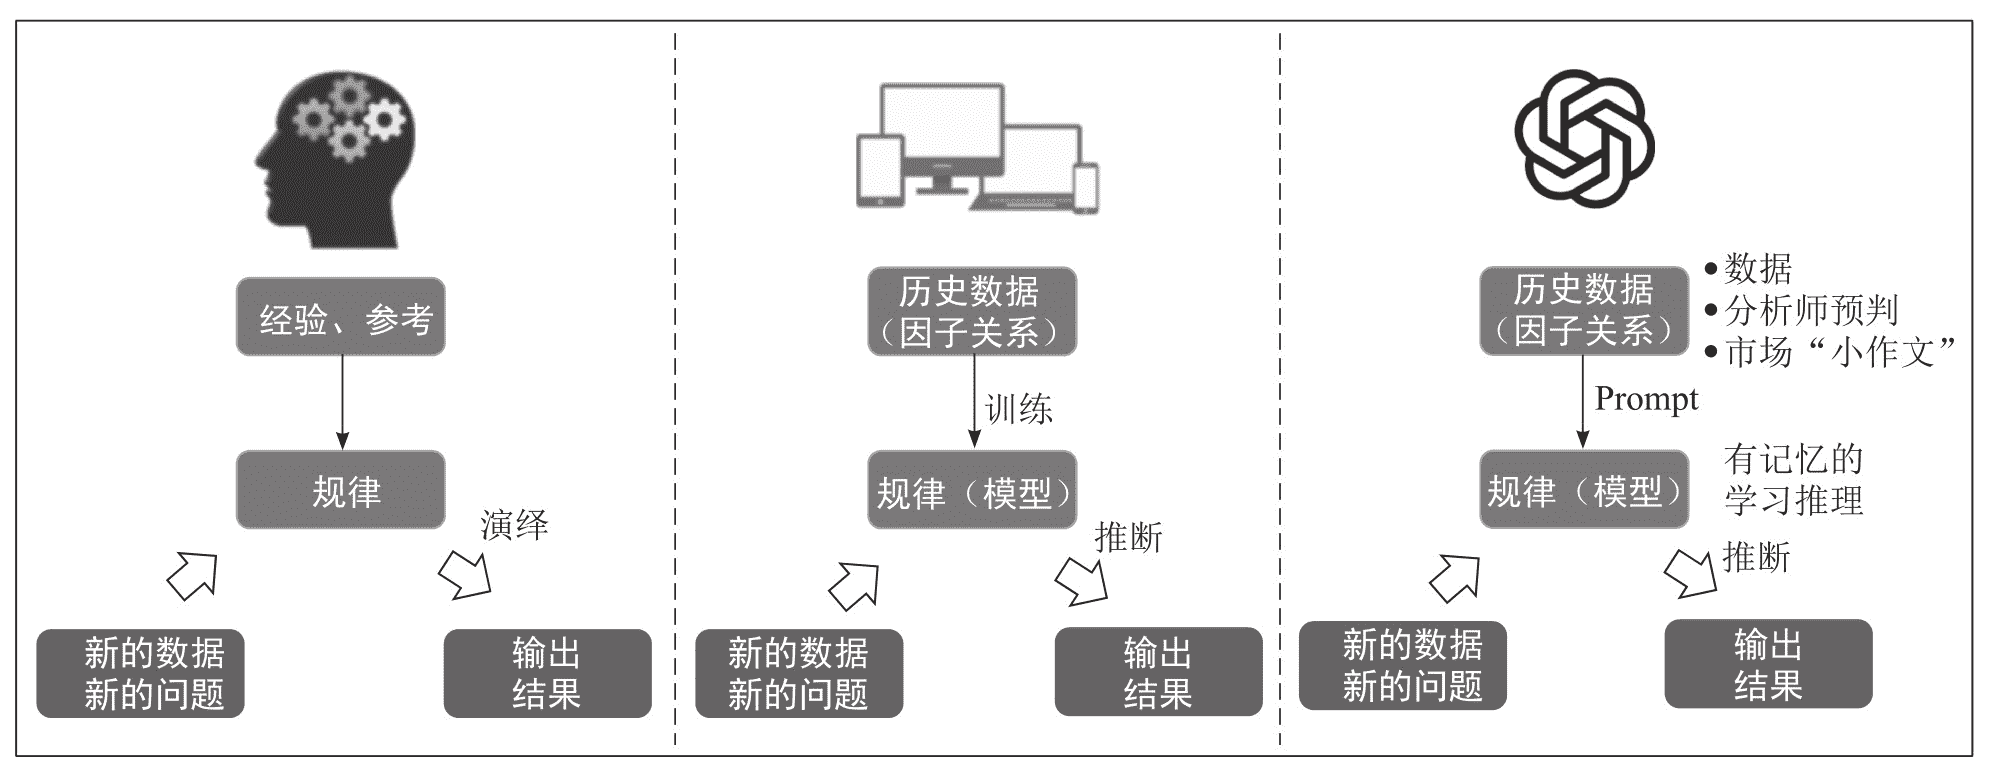 经验、参考
规律
演绎
新的数据
新的问题
输出
结果
历史数据
（因子关系）
训练
规律（模型）
推断
新的数据
新的问题
输出
结果
历史数据
（因子关系）
•数据
•分析师预判
•市场“小作文”
Prompt
规律（模型）
有记忆的
学习推理
推断
新的数据
新的问题
输出
结果